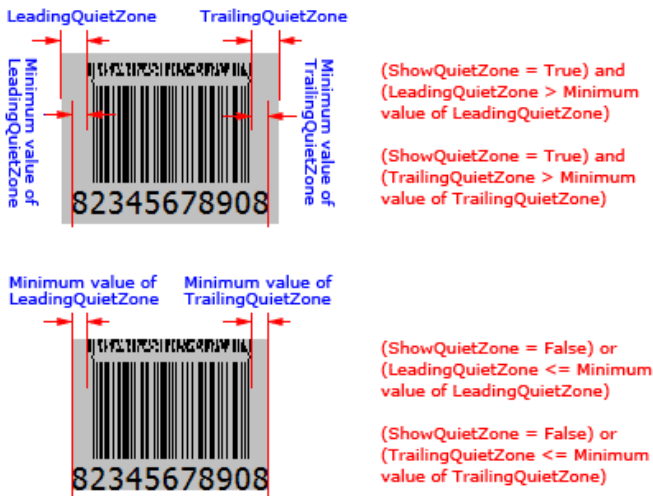 LeadingQuietZone
TrailingQuietZone
Minimum value of
LeadingQuietZone
Minimum value of
TrailingQuietZone
82345678908
(ShowQuietZone = True) and
(LeadingQuietZone > Minimum
value of LeadingQuietZone)
(ShowQuietZone = True) and
(TrailingQuietZone > Minimum
value of TrailingQuietZone)
Minimum value of
LeadingQuietZone
Minimum value of
TrailingQuietZone
82345678908
(ShowQuietZone = False) or
(LeadingQuietZone <= Minimum
value of LeadingQuietZone)
(ShowQuietZone = False) or
(TrailingQuietZone <= Minimum
value of TrailingQuietZone)